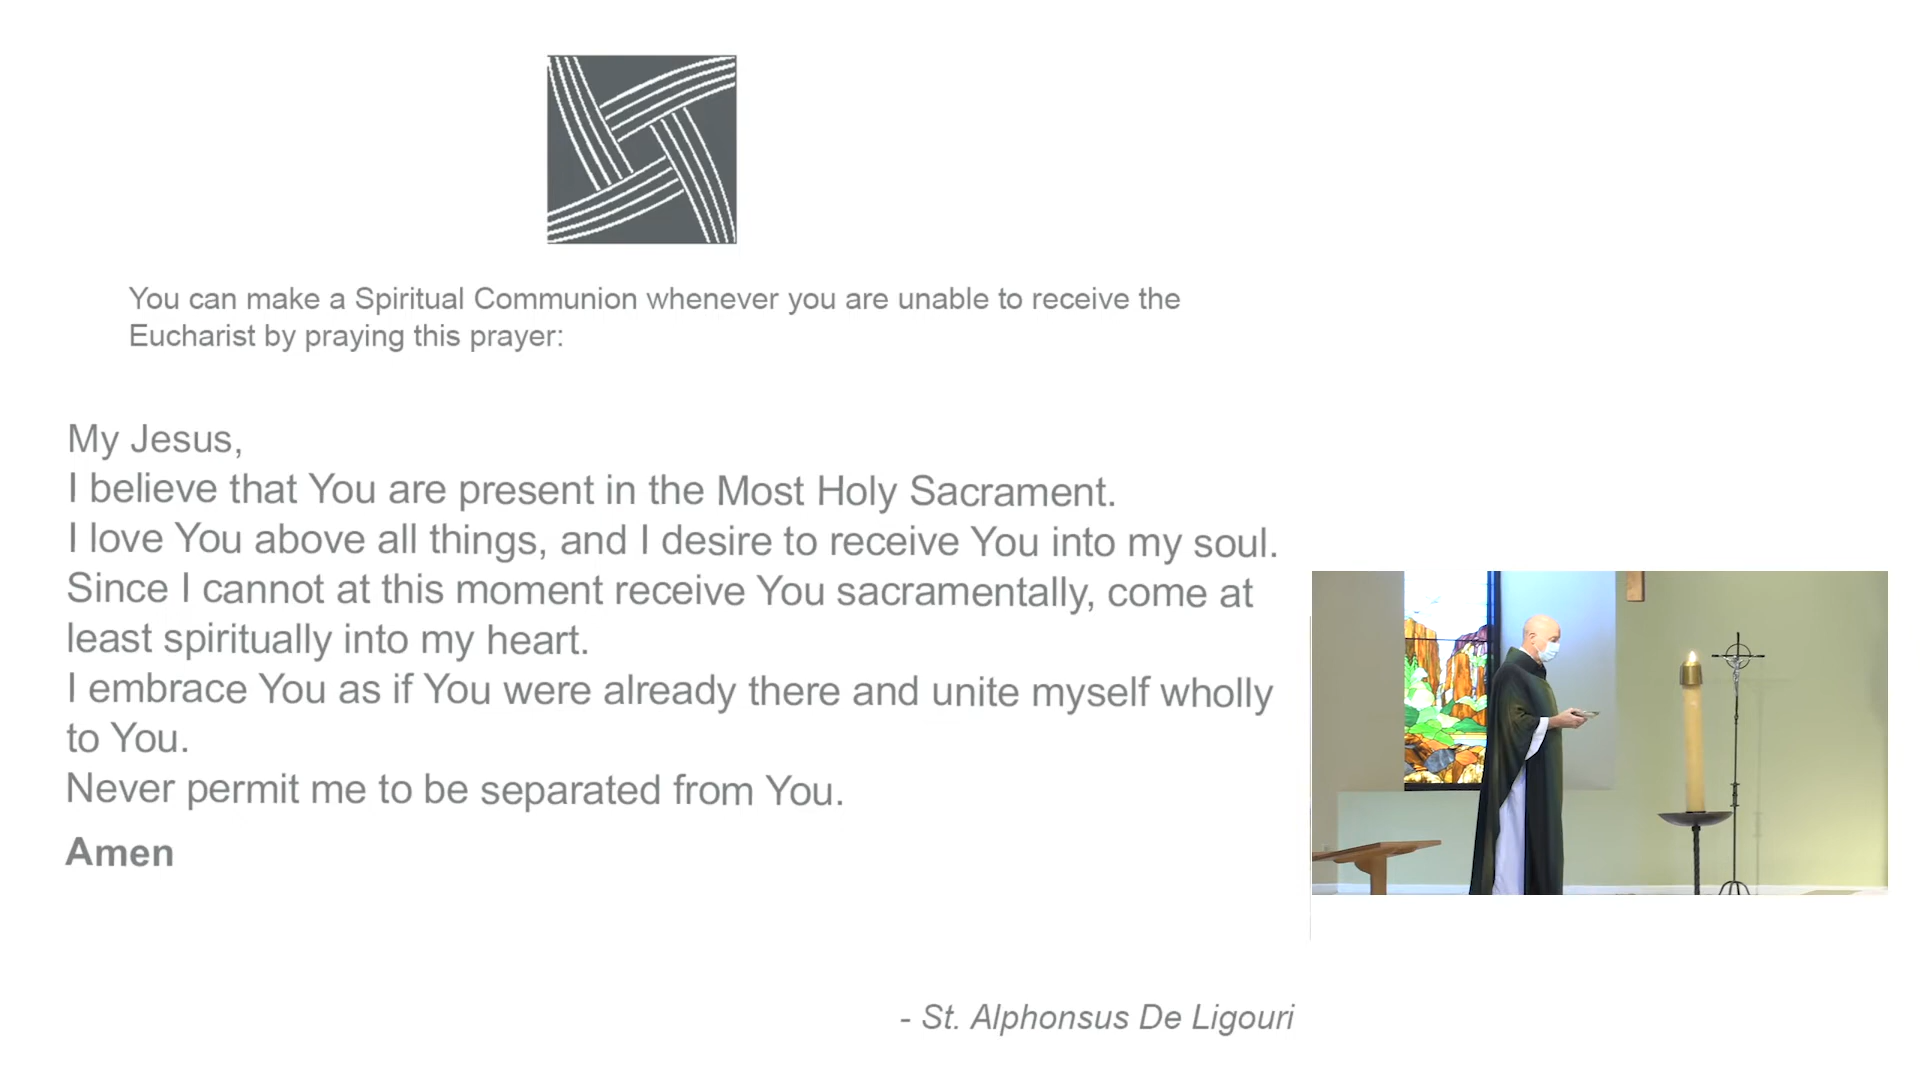 You can make a Spiritual Communion whenever you are unable to receive the
Eucharist by praying this prayer:
My Jesus,
I believe that You are present in the Most Holy Sacrament.
I love You above all things, and I desire to receive You into my soul.
Since I cannot at this moment receive You sacramentally, come at
least spiritually into my heart.
I embrace You as if You were already there and unite myself wholly
to You.
Never permit me to be separated from You.
Amen
- St. Alphonsus De Ligouri